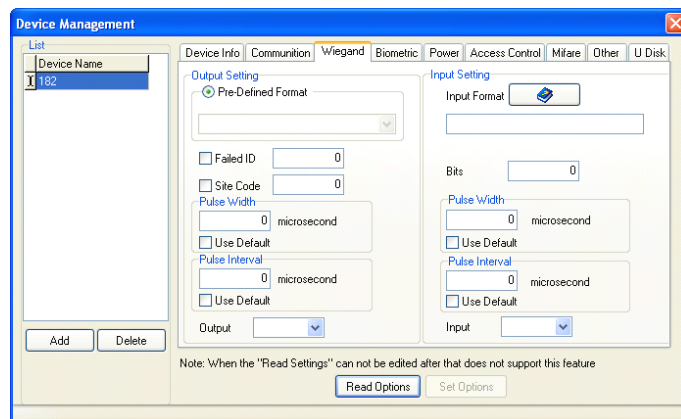 Device Management
List
Device Name
182
Add
Delete
Device Info
Communition
Wiegand
Biometric
Power
Access Control
Mifare
Other
U Disk
Output Setting
Pre-Defined Format
Failed ID 0
Site Code 0
Pulse Width
0 microsecond
Use Default
Pulse Interval
0 microsecond
Use Default
Output
Input Setting
Input Format
Bits 0
Pulse Width
0 microsecond
Use Default
Pulse Interval
0 microsecond
Use Default
Input
Note: When the "Read Settings" can not be edited after that does not support this feature
Read Options
Set Options